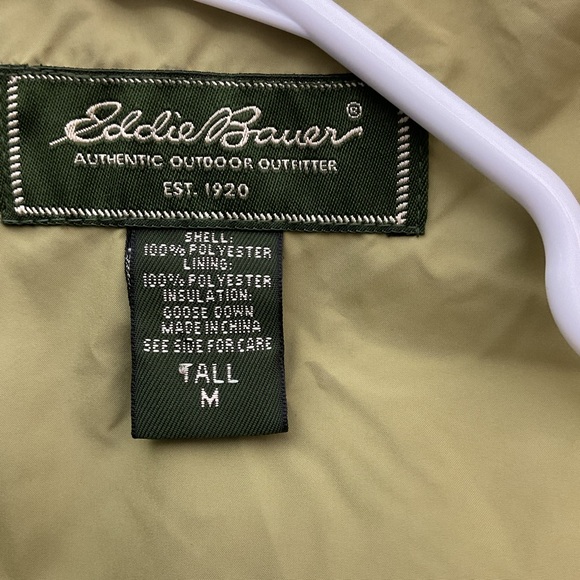 Eddie Bauer®
AUTHENTIC OUTDOOR OUTFITTER
EST. 1920
SHELL:
100% POLYESTER
LINING:
100% POLYESTER
INSULATION:
GOOSE DOWN
MADE IN CHINA
SEE SIDE FOR CARE
TALL
M